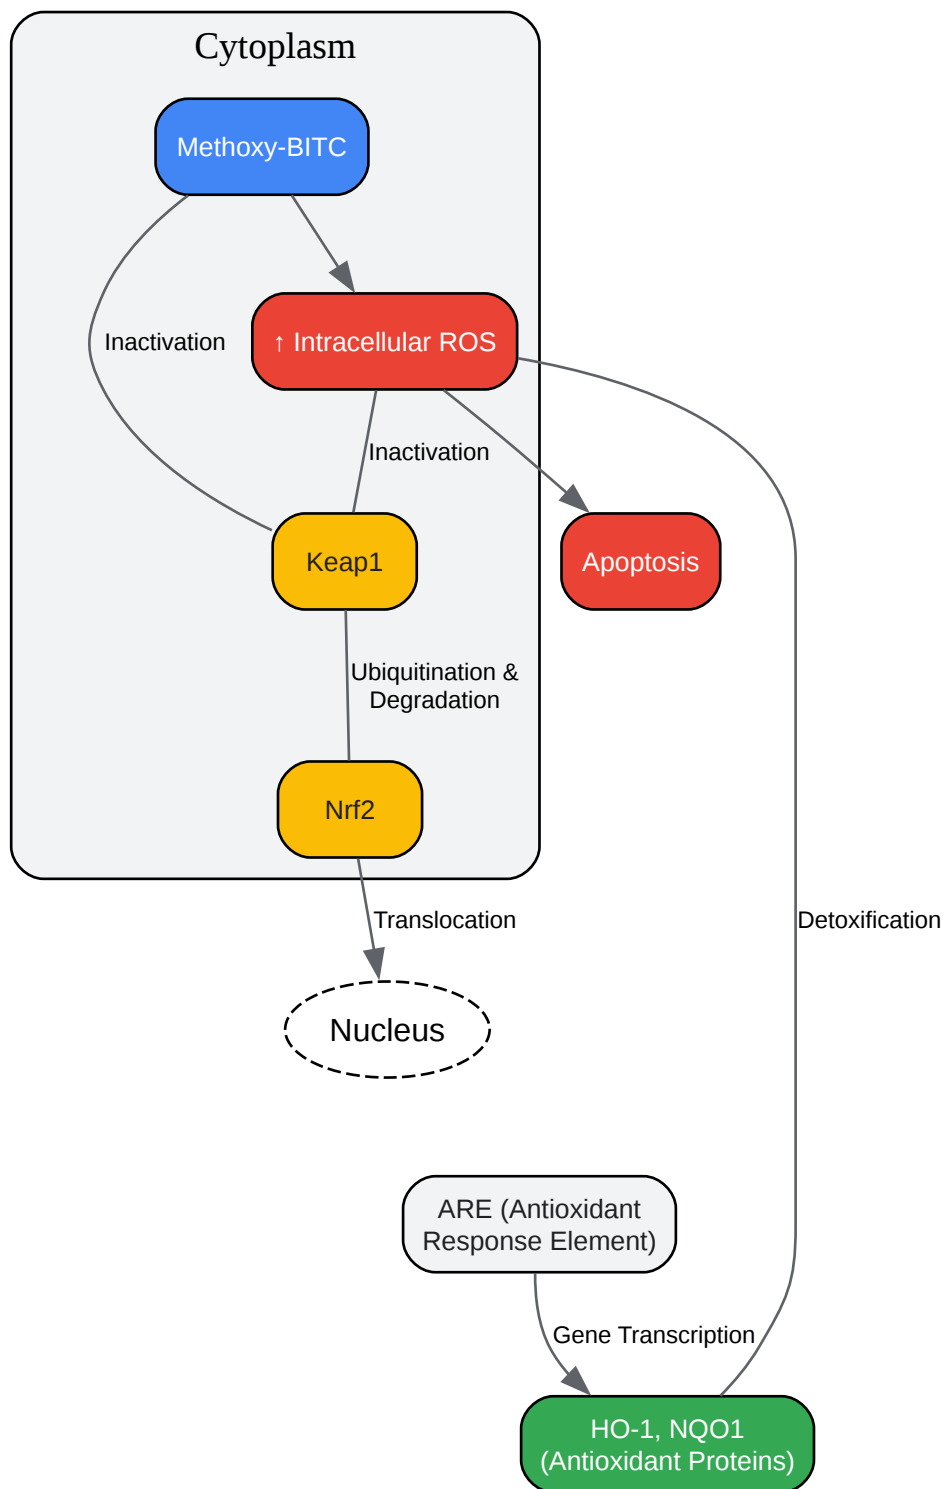 Cytoplasm
Methoxy-BITC
Inactivation
↑ Intracellular ROS
Inactivation
Keap1
Apoptosis
Ubiquitination &
Degradation
Nrf2
Translocation
Detoxification
Nucleus
ARE (Antioxidant
Response Element)
Gene Transcription
HO-1, NQO1
(Antioxidant Proteins)